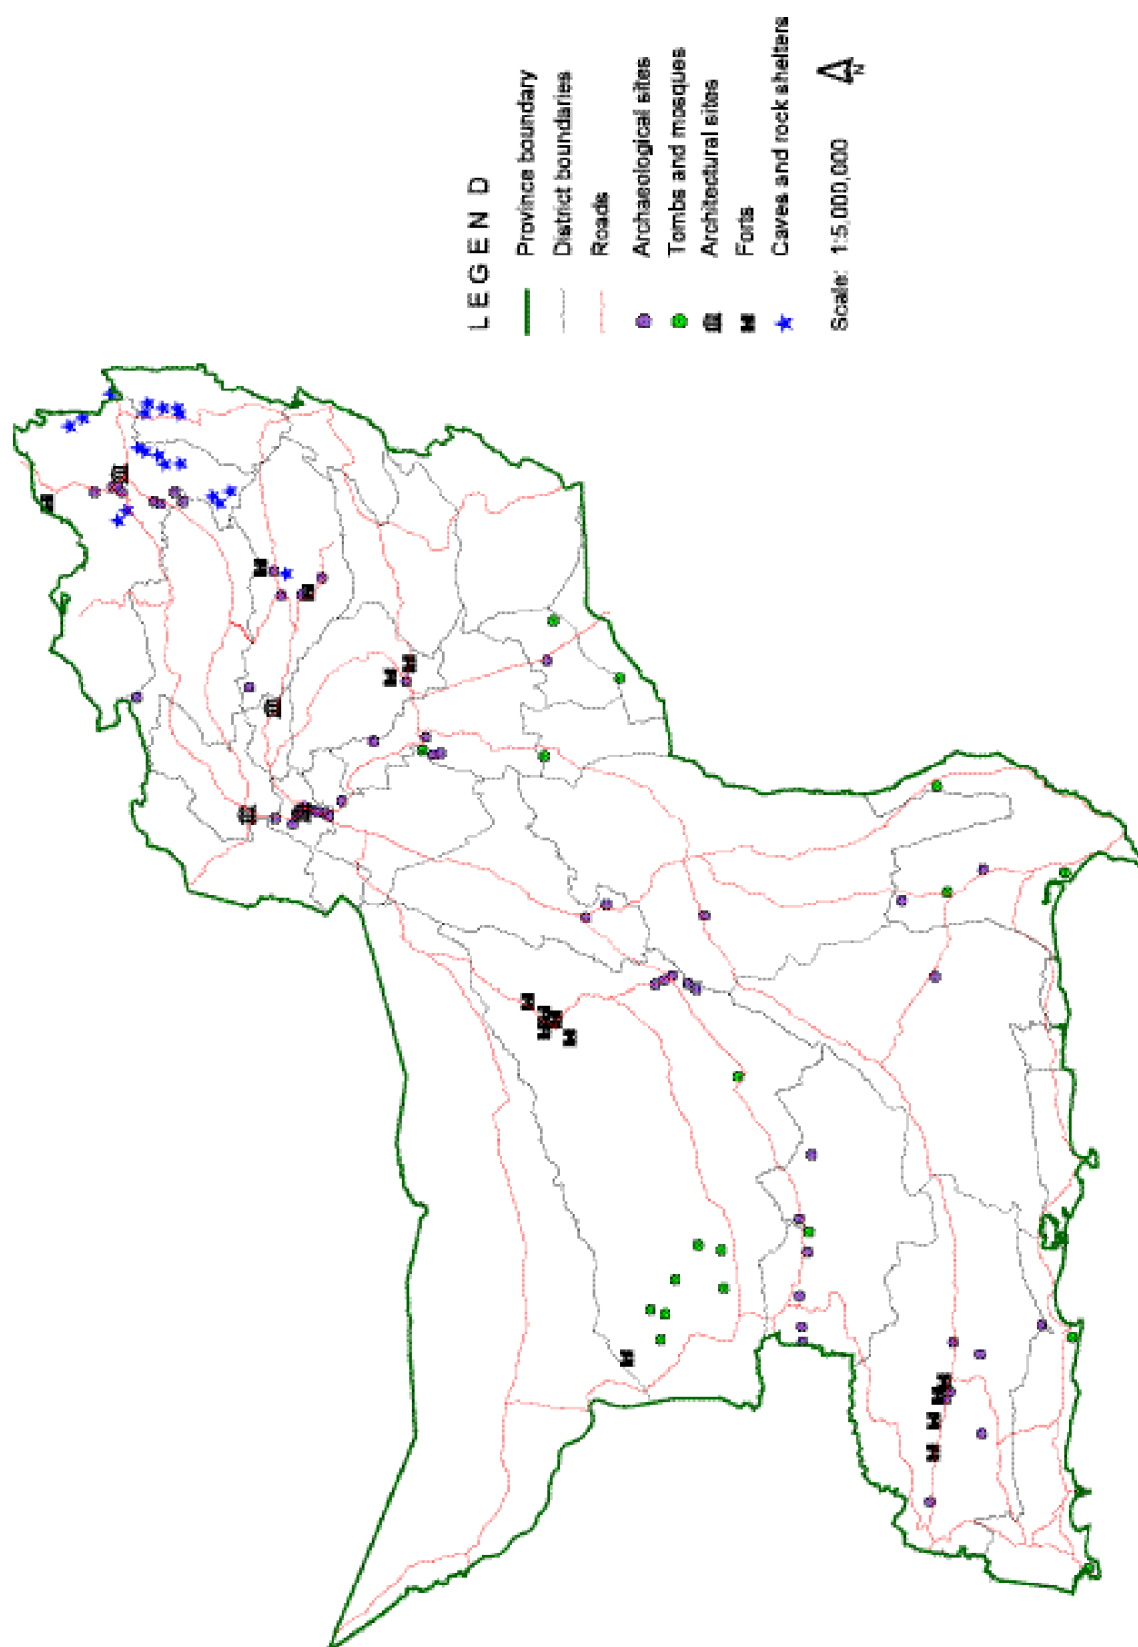 LEGEND
Province boundary
District boundaries
Roads
Archaeological sites
Tombs and mosques
Architectural sites
Forts
Caves and rock shelters
Scale: 1:5,000,000
N